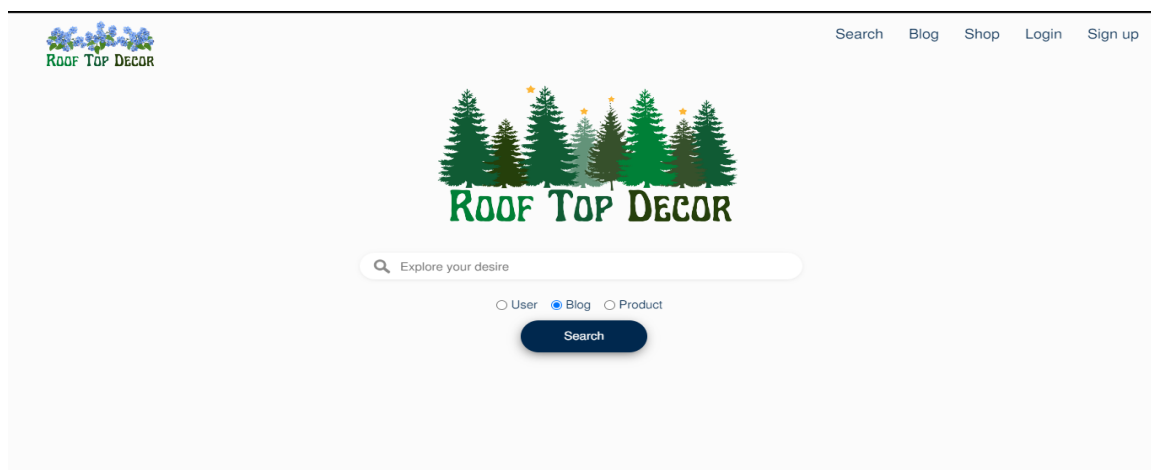 Search Blog Shop Login Sign up
ROOF TOP DECOR
ROOF TOP DECOR
Explore your desire
User Blog Product
Search